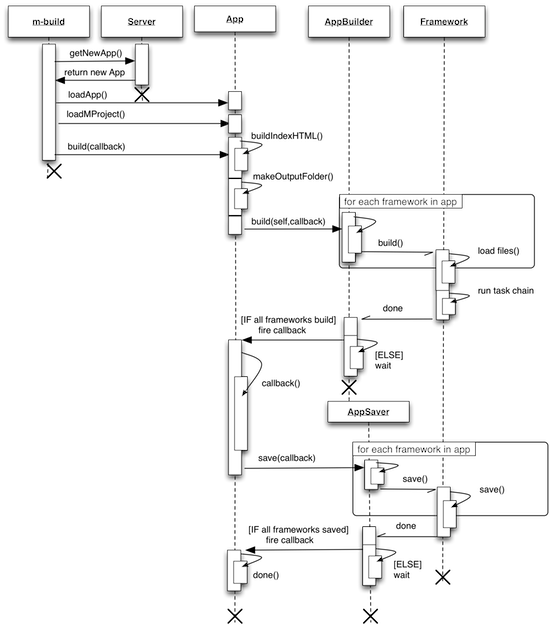 m-build
Server
App
AppBuilder
Framework
getNewApp()
return new App
loadApp()
loadMProject()
buildIndexHTML()
build(callback)
makeOutputFolder()
for each framework in app
build(self,callback)
build()
load files()
run task chain
done
[IF all frameworks build]
fire callback
[ELSE]
wait
callback()
AppSaver
for each framework in app
save(callback)
save()
save()
done
[IF all frameworks saved]
fire callback
[ELSE]
wait
done()